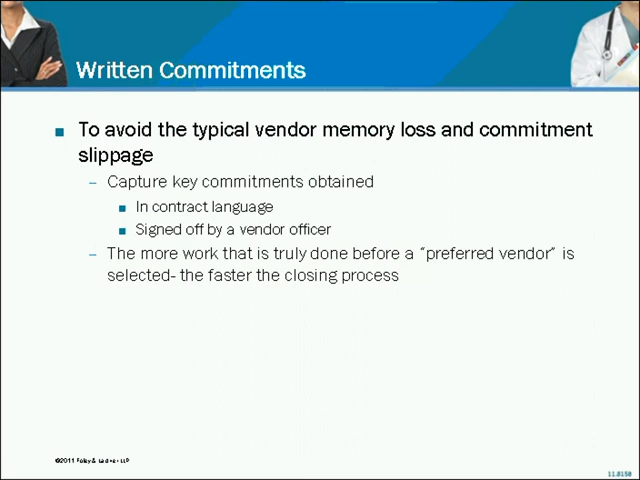 Written Commitments
■ To avoid the typical vendor memory loss and commitment
slippage
– Capture key commitments obtained
■ In contract language
■ Signed off by a vendor officer
– The more work that is truly done before a “preferred vendor” is
selected- the faster the closing process
©2011 Foley & Lardner LLP
11.8150